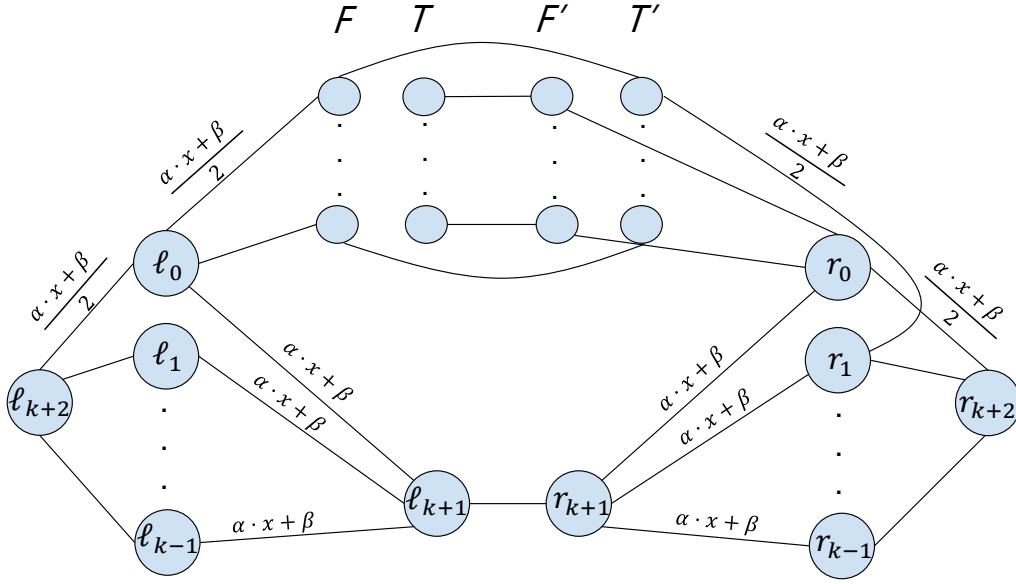 F T F′ T′
α · x + β
2
α · x + β
2
ℓ₀
r₀
α · x + β
2
α · x + β
2
α · x + β
α · x + β
ℓ₁
α · x + β
α · x + β
r₁
ℓₖ₊₂
rₖ₊₂
ℓₖ₊₁
rₖ₊₁
α · x + β
α · x + β
ℓₖ₋₁
rₖ₋₁